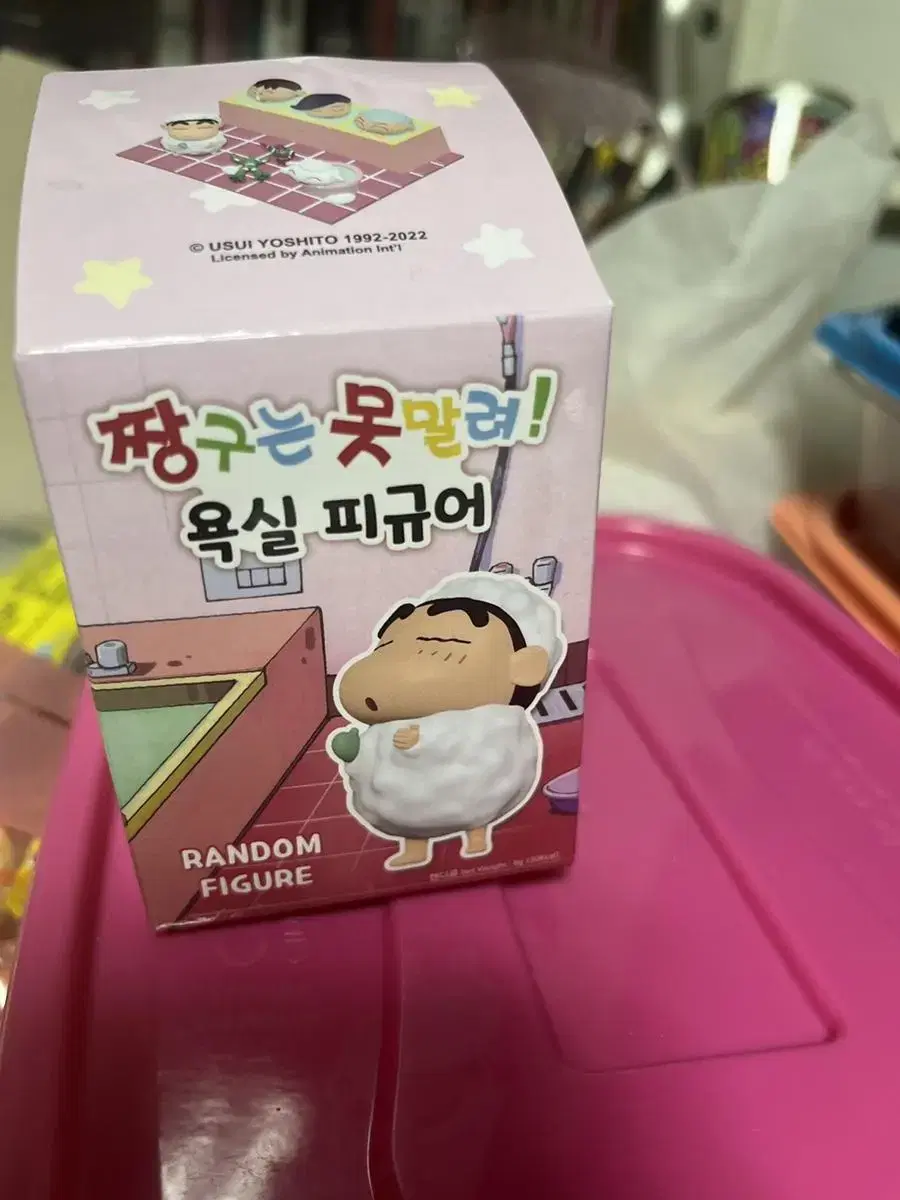 © USUI YOSHITO 1992-2022
Licensed by Animation Int'l
짱구는 못말려!
욕실 피규어
RANDOM
FIGURE